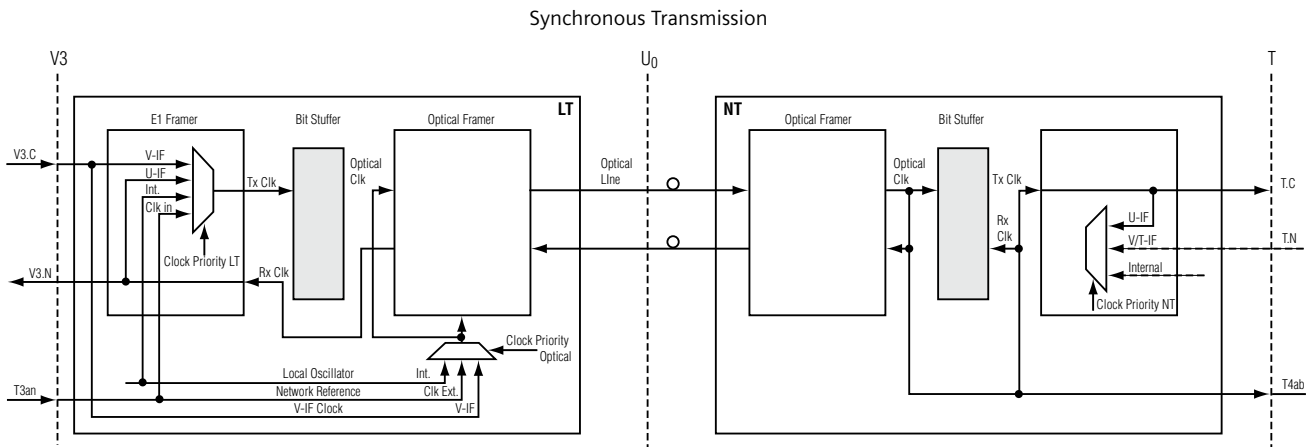 Synchronous Transmission
V3
U0
T
LT
NT
E1 Framer
Bit Stuffer
Optical Framer
Optical Framer
Bit Stuffer
V3.C
V-IF
U-IF
Int.
Clk in
Tx Clk
Optical
Clk
Optical
LIne
Optical
Clk
Tx Clk
T.C
Rx
Clk
U-IF
V/T-IF
T.N
Internal
Clock Priority LT
V3.N
Rx Clk
Clock Priority NT
Clock Priority
Optical
Local Oscillator
Int.
T3an
Network Reference
Clk Ext.
T4ab
V-IF Clock
V-IF